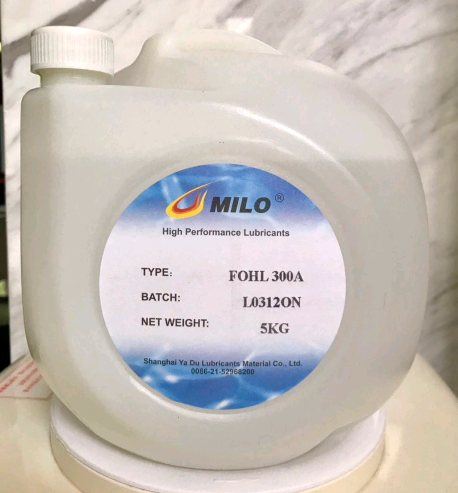 MILO ®
High Performance Lubricants
TYPE: FOHL 300A
BATCH: L0312ON
NET WEIGHT: 5KG
Shanghai Ya Du Lubricants Material Co., Ltd.
0086-21-52968200